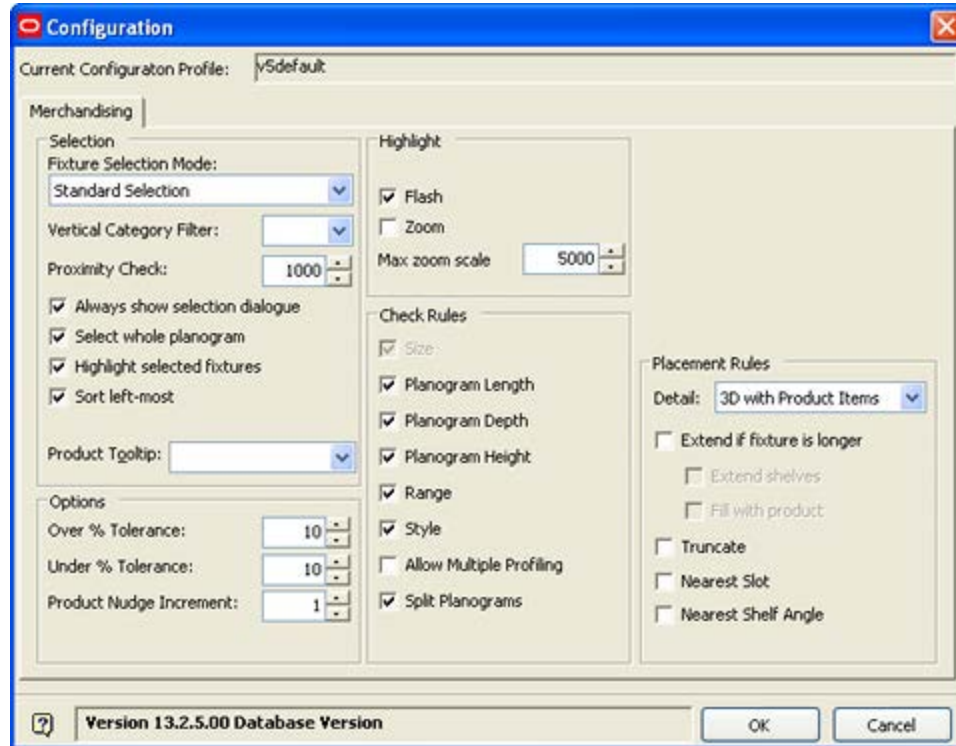 Configuration
Current Configuraton Profile: v5default
Merchandising
Selection
Fixture Selection Mode:
Standard Selection
Vertical Category Filter:
Proximity Check: 1000
Always show selection dialogue
Select whole planogram
Highlight selected fixtures
Sort left-most
Product Tooltip:
Options
Over % Tolerance: 10
Under % Tolerance: 10
Product Nudge Increment: 1
Highlight
Flash
Zoom
Max zoom scale 5000
Check Rules
Size
Planogram Length
Planogram Depth
Planogram Height
Range
Style
Allow Multiple Profiling
Split Planograms
Placement Rules
Detail: 3D with Product Items
Extend if fixture is longer
Extend shelves
Fill with product
Truncate
Nearest Slot
Nearest Shelf Angle
Version 13.2.5.00 Database Version
OK
Cancel